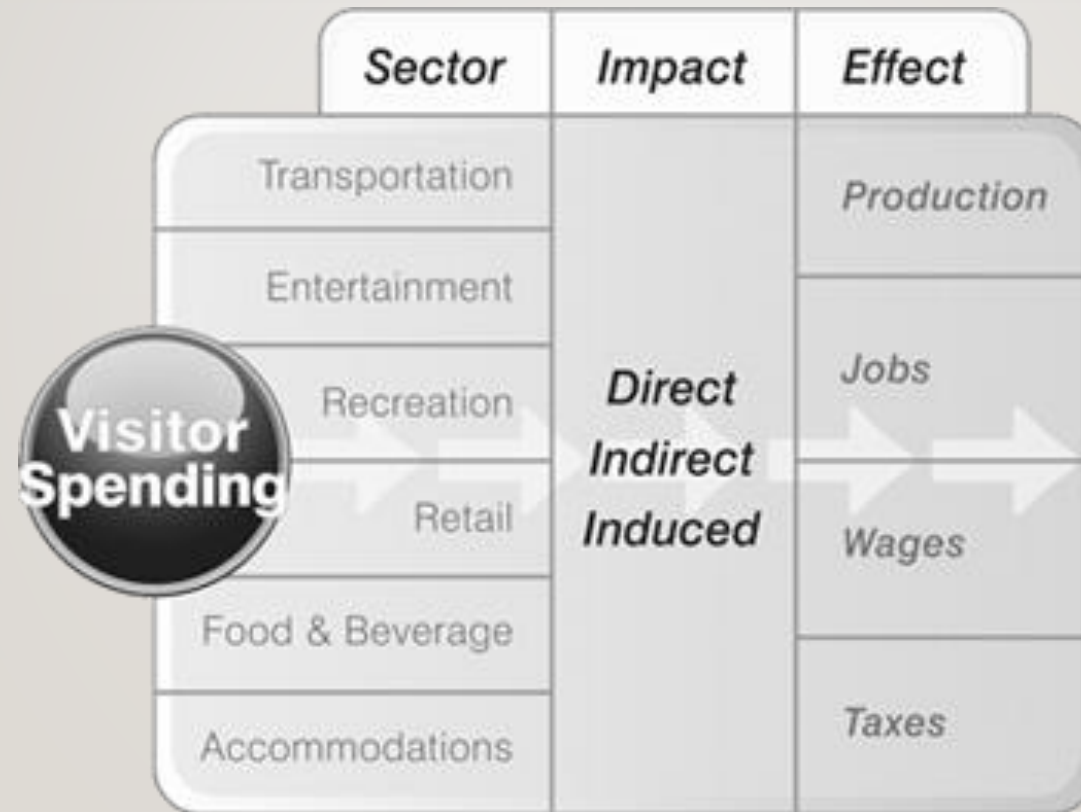 Sector Impact Effect
Transportation
Entertainment
Recreation
Retail
Food & Beverage
Accommodations
Visitor
Spending
Direct
Indirect
Induced
Production
Jobs
Wages
Taxes